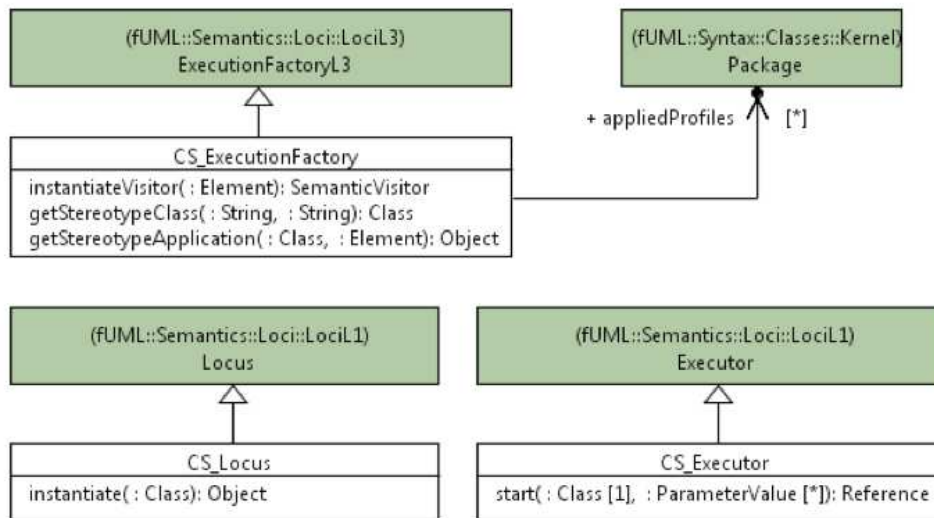 (fUML::Semantics::Loci::LociL3)
ExecutionFactoryL3
(fUML::Syntax::Classes::Kernel)
Package
+ appliedProfiles [*]
CS_ExecutionFactory
instantiateVisitor( : Element): SemanticVisitor
getStereotypeClass( : String, : String): Class
getStereotypeApplication( : Class, : Element): Object
(fUML::Semantics::Loci::LociL1)
Locus
(fUML::Semantics::Loci::LociL1)
Executor
CS_Locus
instantiate( : Class): Object
CS_Executor
start( : Class [1], : ParameterValue [*]): Reference